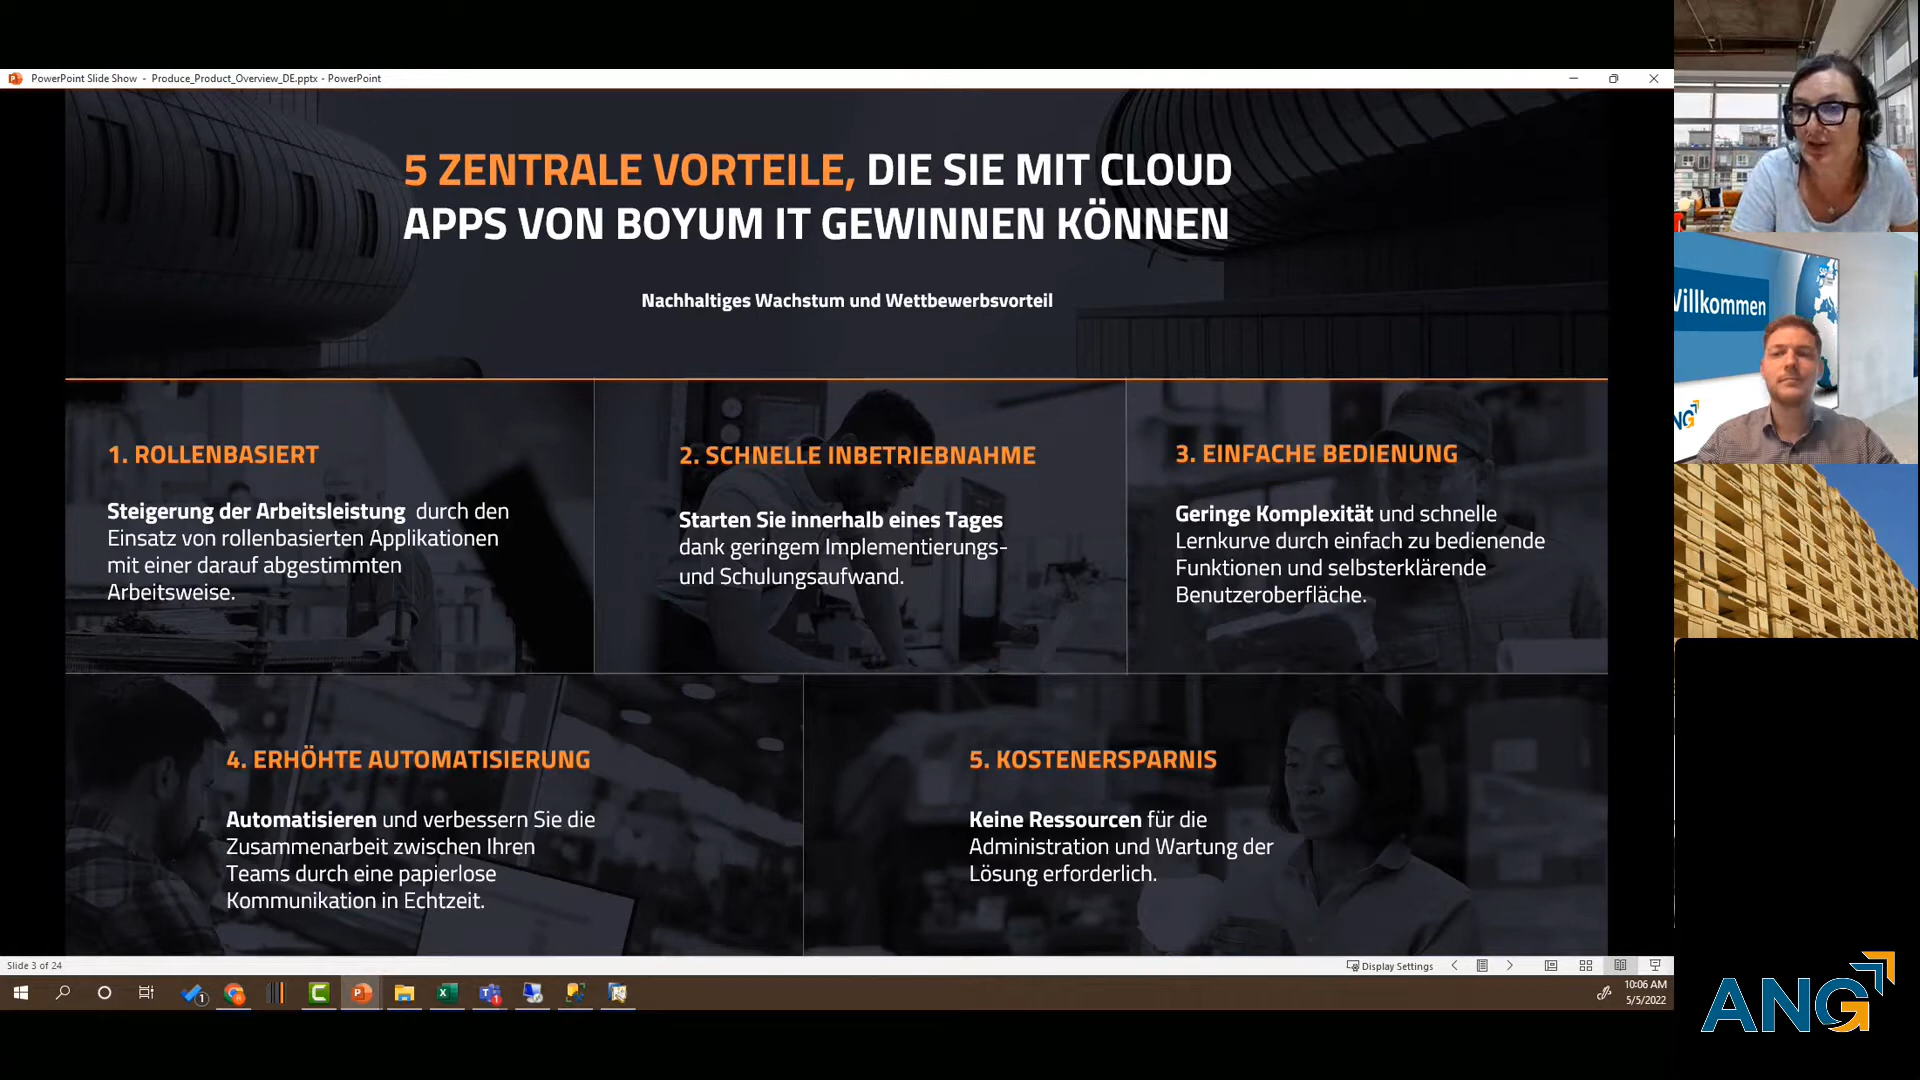 PowerPoint Slide Show - Produce_Product_Overview_DE.pptx - PowerPoint
5 ZENTRALE VORTEILE, DIE SIE MIT CLOUD
APPS VON BOYUM IT GEWINNEN KÖNNEN
Nachhaltiges Wachstum und Wettbewerbsvorteil
1. ROLLENBASIERT
Steigerung der Arbeitsleistung durch den
Einsatz von rollenbasierten Applikationen
mit einer darauf abgestimmten
Arbeitsweise.
2. SCHNELLE INBETRIEBNAHME
Starten Sie innerhalb eines Tages
dank geringem Implementierungs-
und Schulungsaufwand.
3. EINFACHE BEDIENUNG
Geringe Komplexität und schnelle
Lernkurve durch einfach zu bedienende
Funktionen und selbsterklärende
Benutzeroberfläche.
4. ERHÖHTE AUTOMATISIERUNG
Automatisieren und verbessern Sie die
Zusammenarbeit zwischen Ihren
Teams durch eine papierlose
Kommunikation in Echtzeit.
5. KOSTENERSPARNIS
Keine Ressourcen für die
Administration und Wartung der
Lösung erforderlich.
Slide 3 of 24
Display Settings
10:06 AM
5/5/2022
Willkommen
NG
ANG